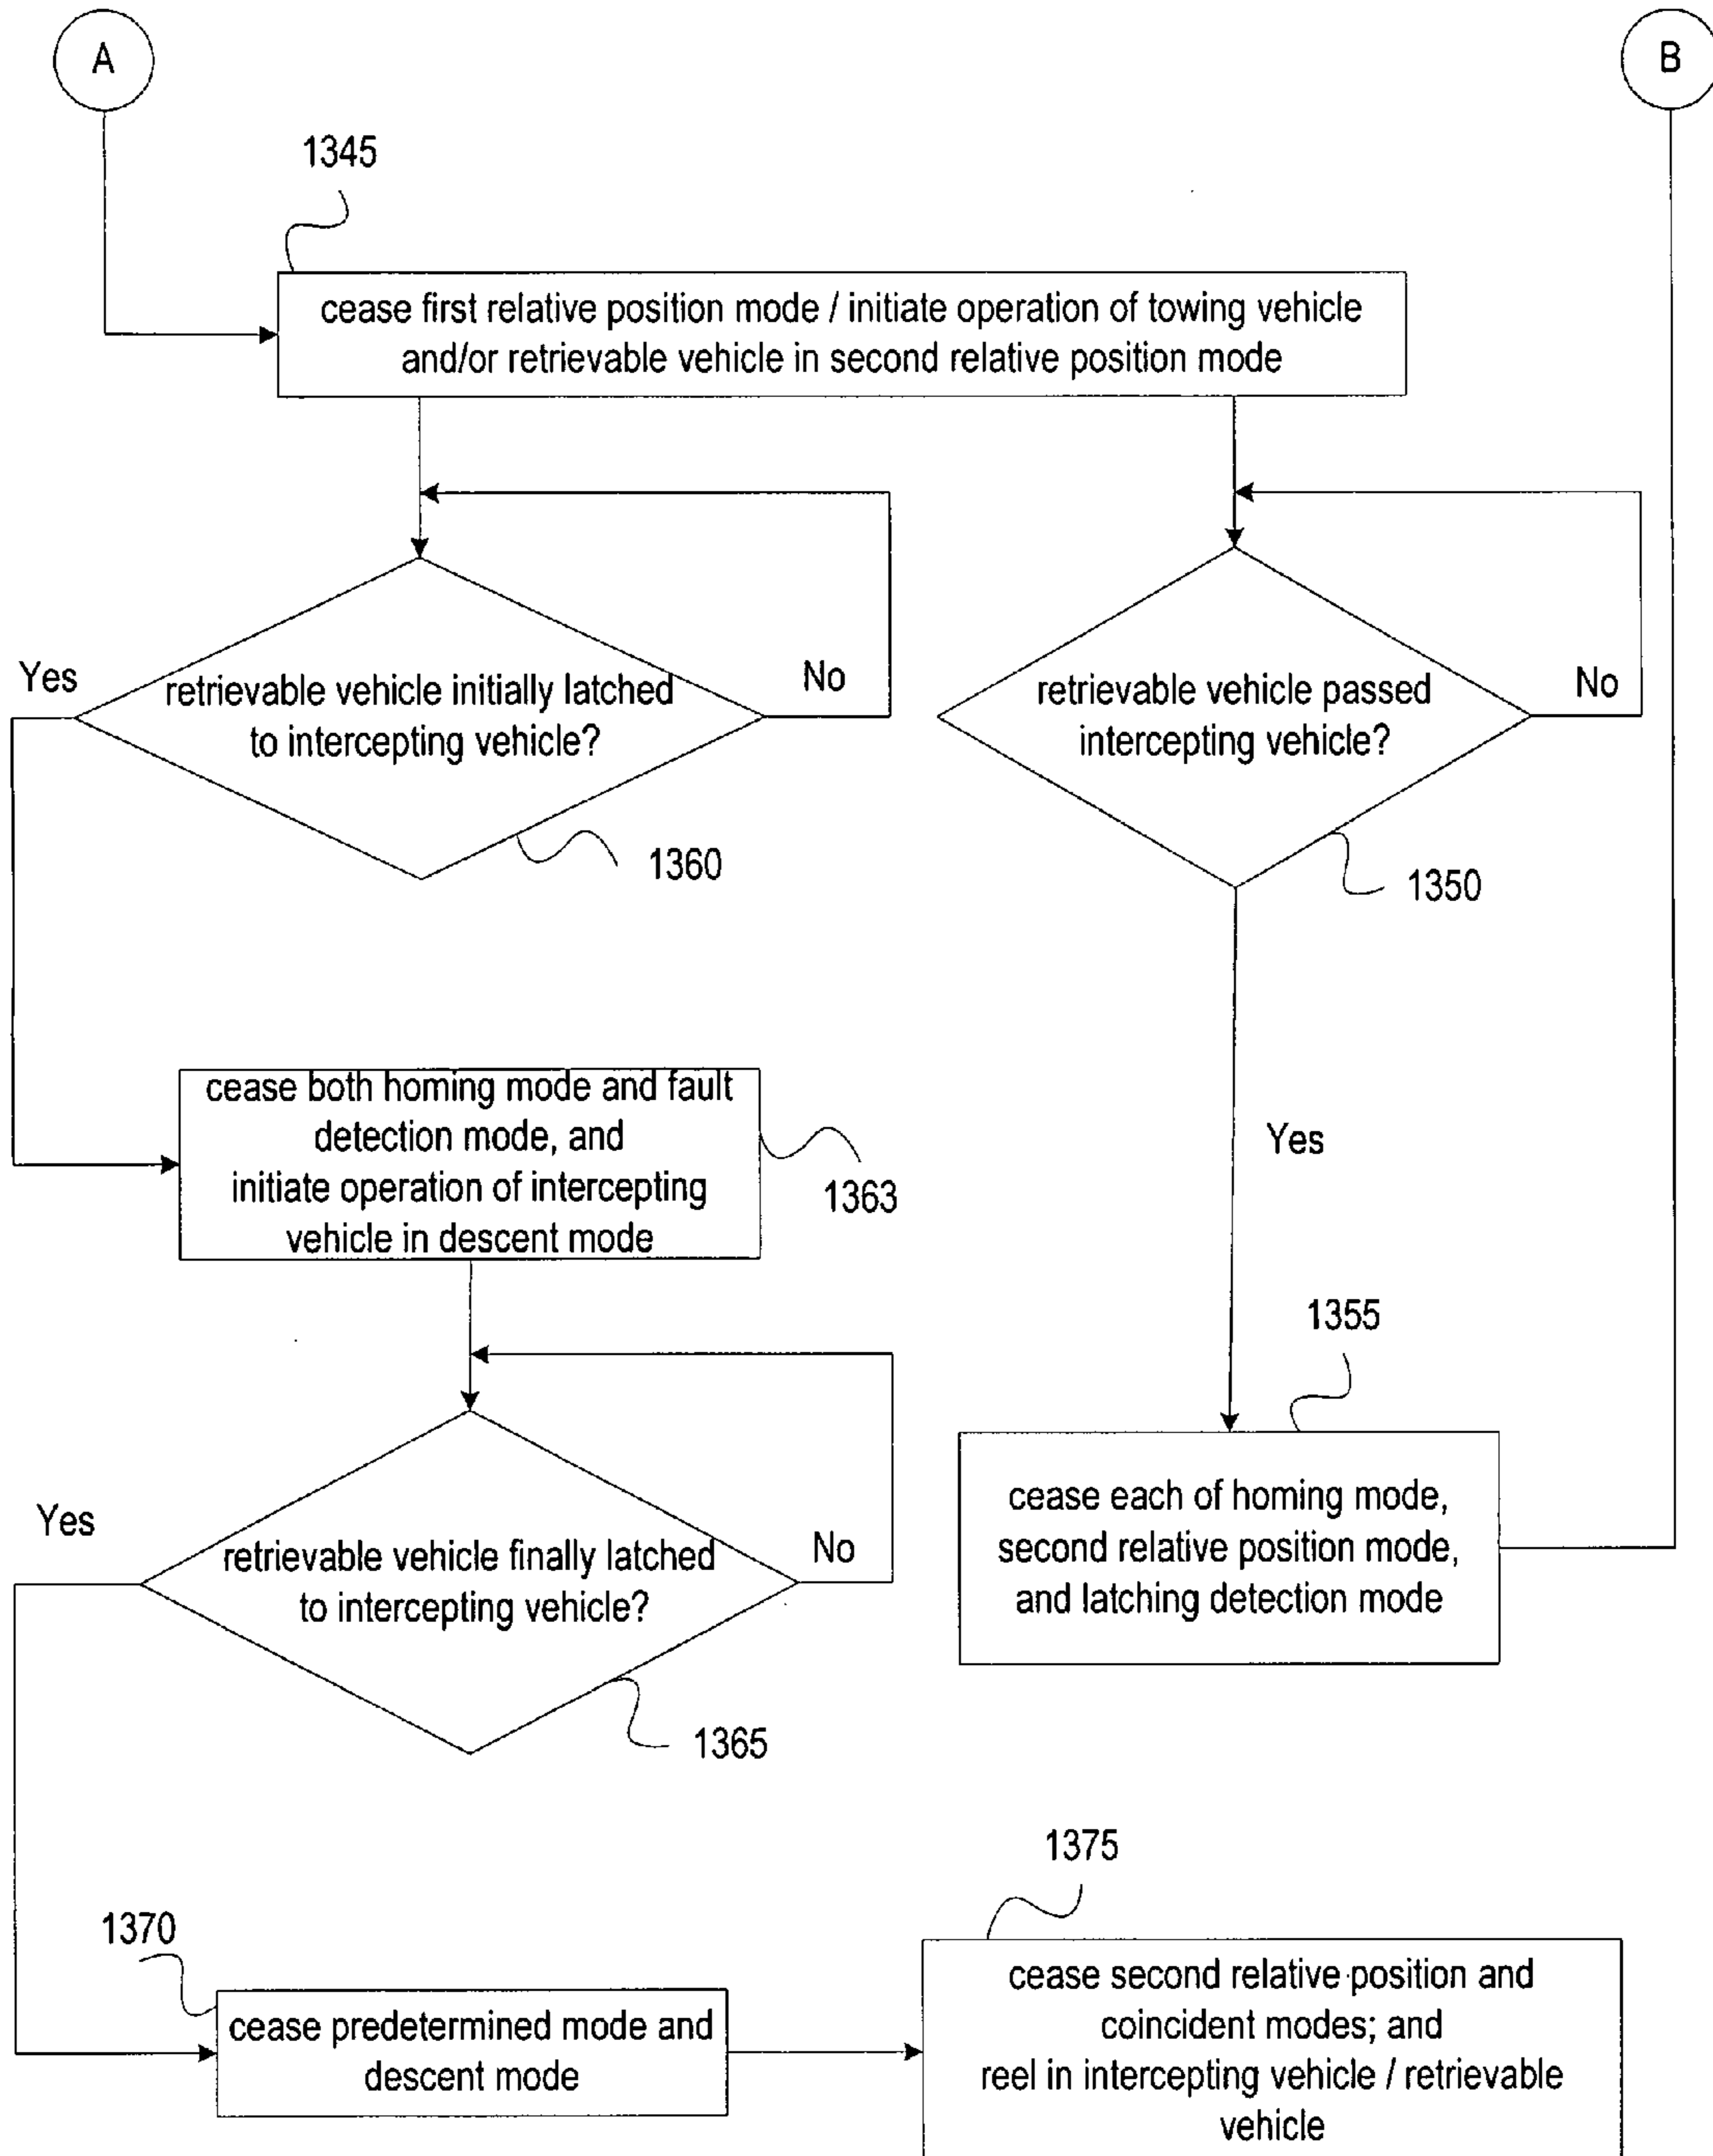 A
B
1345
cease first relative position mode / initiate operation of towing vehicle
and/or retrievable vehicle in second relative position mode
Yes
retrievable vehicle initially latched
to intercepting vehicle?
No
1360
retrievable vehicle passed
intercepting vehicle?
No
1350
Yes
cease both homing mode and fault
detection mode, and
initiate operation of intercepting
vehicle in descent mode
1363
1355
cease each of homing mode,
second relative position mode,
and latching detection mode
Yes
retrievable vehicle finally latched
to intercepting vehicle?
No
1365
1370
cease predetermined mode and
descent mode
1375
cease second relative position and
coincident modes; and
reel in intercepting vehicle / retrievable
vehicle